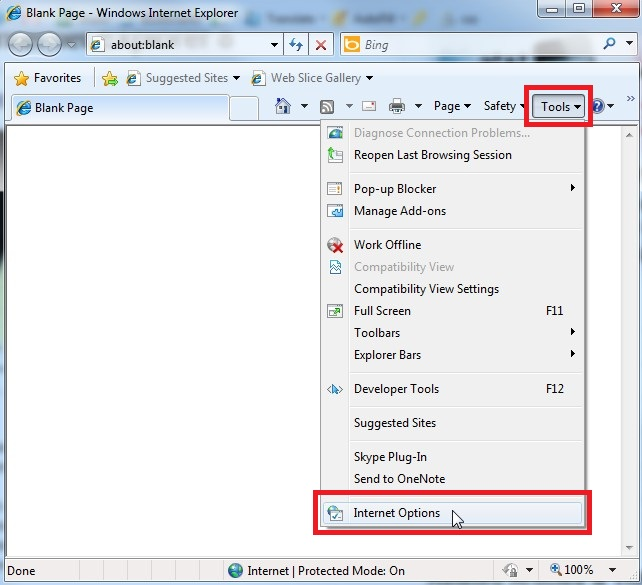 Blank Page - Windows Internet Explorer
about:blank
Bing
Favorites Suggested Sites Web Slice Gallery
Blank Page Page Safety Tools
Diagnose Connection Problems...
Reopen Last Browsing Session
Pop-up Blocker
Manage Add-ons
Work Offline
Compatibility View
Compatibility View Settings
Full Screen F11
Toolbars
Explorer Bars
Developer Tools F12
Suggested Sites
Skype Plug-In
Send to OneNote
Internet Options
Done Internet | Protected Mode: On 100%